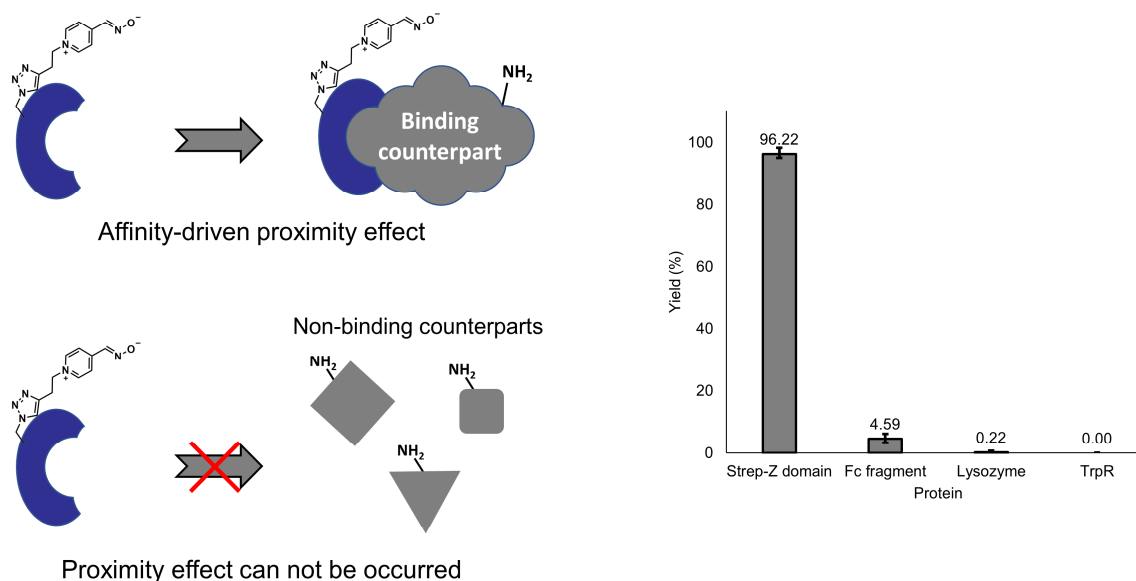 N
O⁻
N
+
N
N
N
N
O⁻
N
+
N
N
N
NH₂
Binding
counterpart
Affinity-driven proximity effect
Non-binding counterparts
N
O⁻
N
+
N
N
N
NH₂
NH₂
NH₂
Proximity effect can not be occurred
Yield (%)
100
80
60
40
20
0
96.22
4.59
0.22
0.00
Strep-Z domain Fc fragment Lysozyme TrpR
Protein